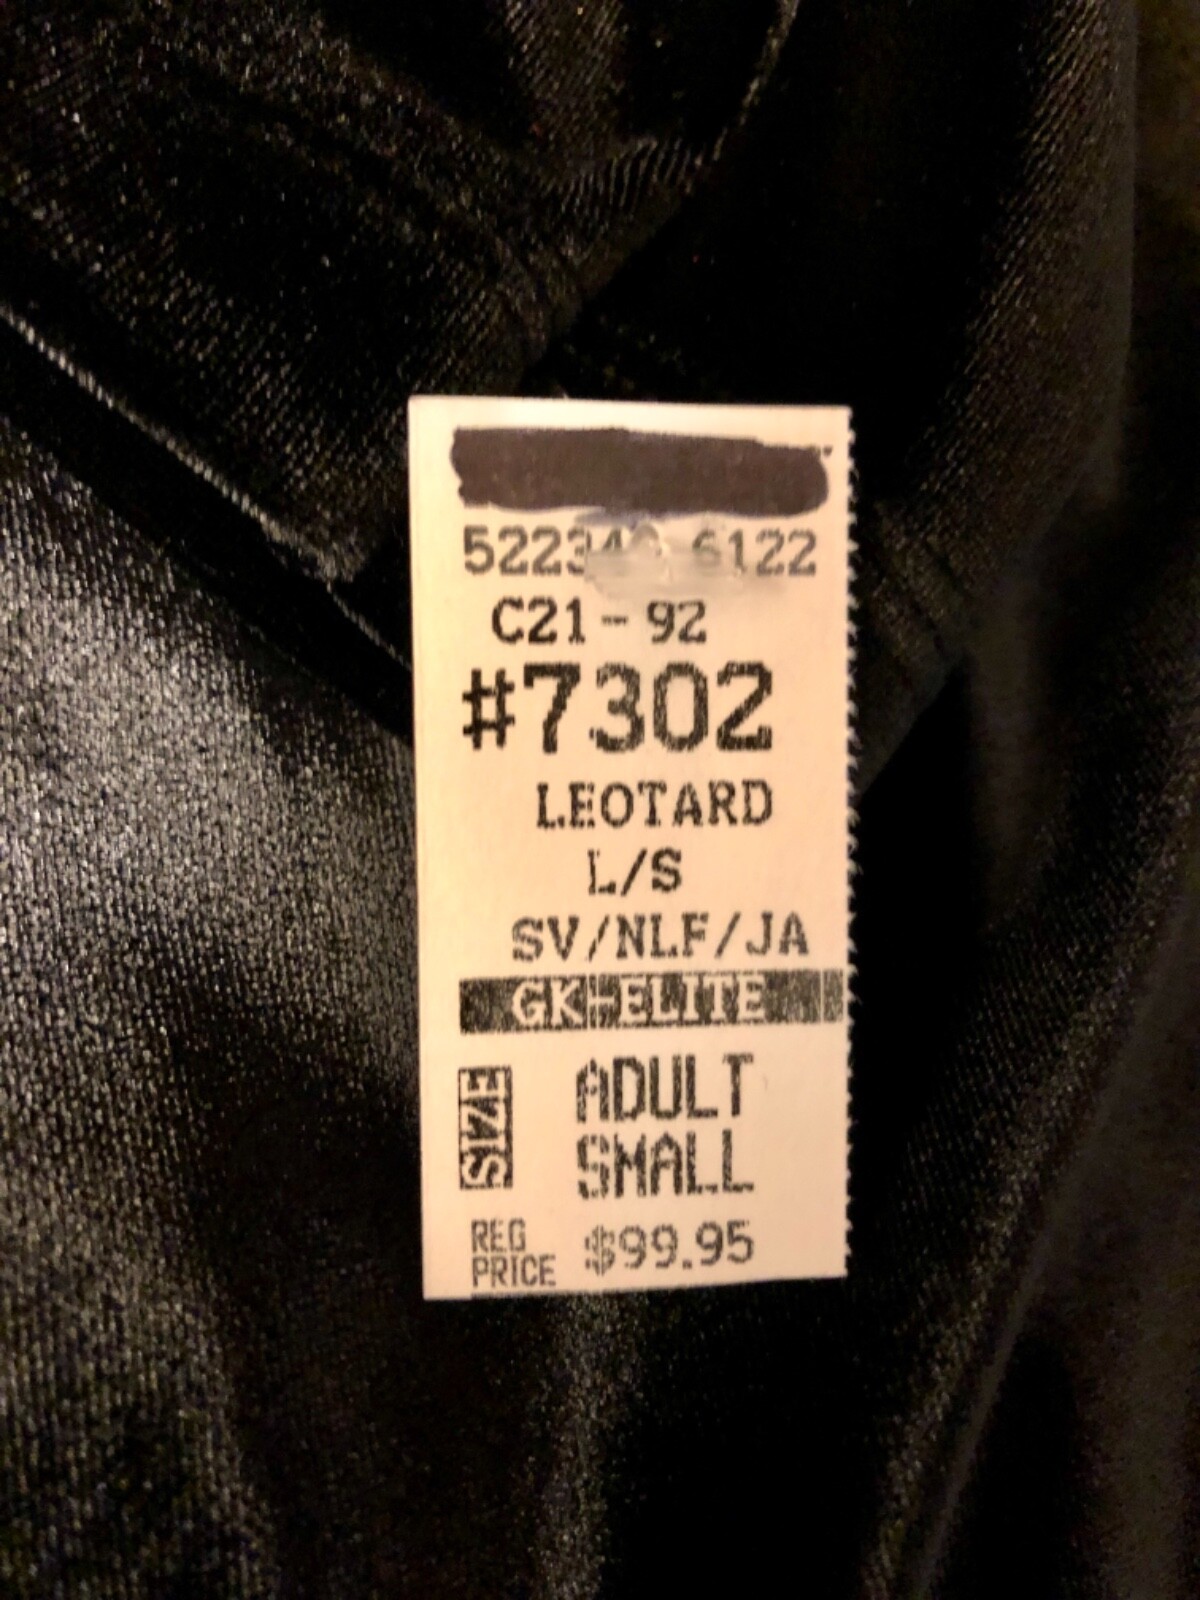 C21-92
#7302
LEOTARD
L/S
SV/NLF/JA
GK-ELITE
SIZE
ADULT
SMALL
REG
PRICE $99.95